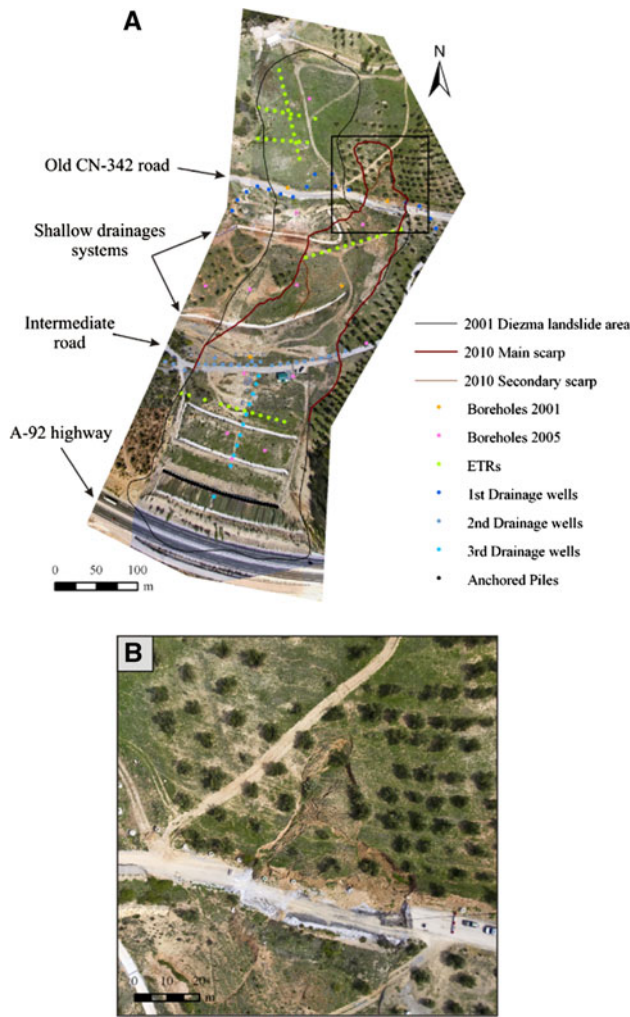 A
N
Old CN-342 road
Shallow drainages
systems
Intermediate
road
A-92 highway
0 50 100
m
2001 Diezma landslide area
2010 Main scarp
2010 Secondary scarp
Boreholes 2001
Boreholes 2005
ETRs
1st Drainage wells
2nd Drainage wells
3rd Drainage wells
Anchored Piles
B
0 10 20
m